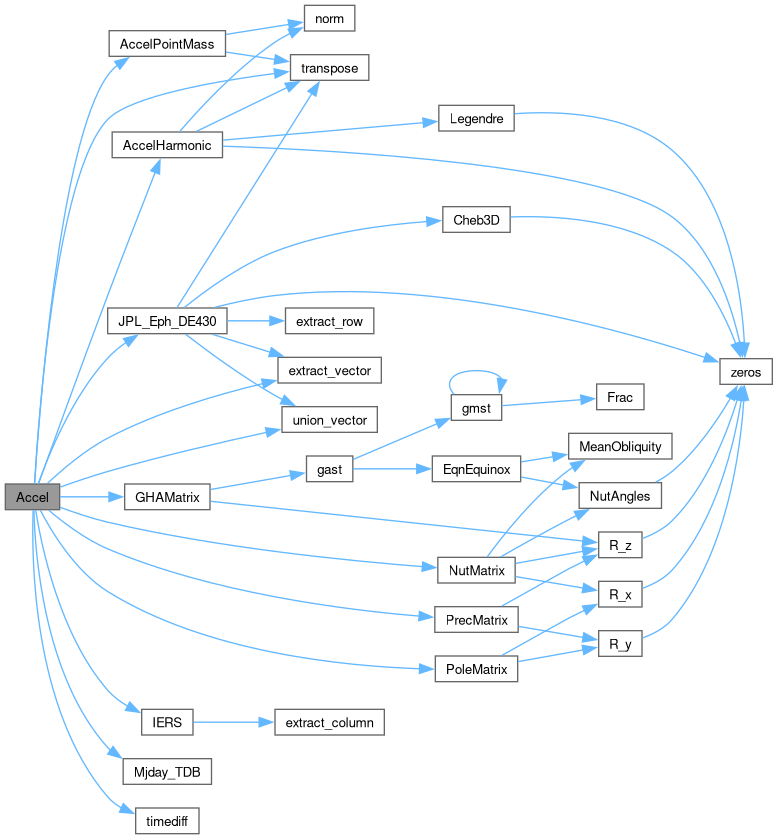 norm
AccelPointMass
transpose
Legendre
AccelHarmonic
Cheb3D
JPL_Eph_DE430
extract_row
extract_vector
zeros
gmst
Frac
union_vector
MeanObliquity
gast
EqnEquinox
Accel
GHAMatrix
NutAngles
R_z
NutMatrix
R_x
PrecMatrix
R_y
PoleMatrix
IERS
extract_column
Mjday_TDB
timediff